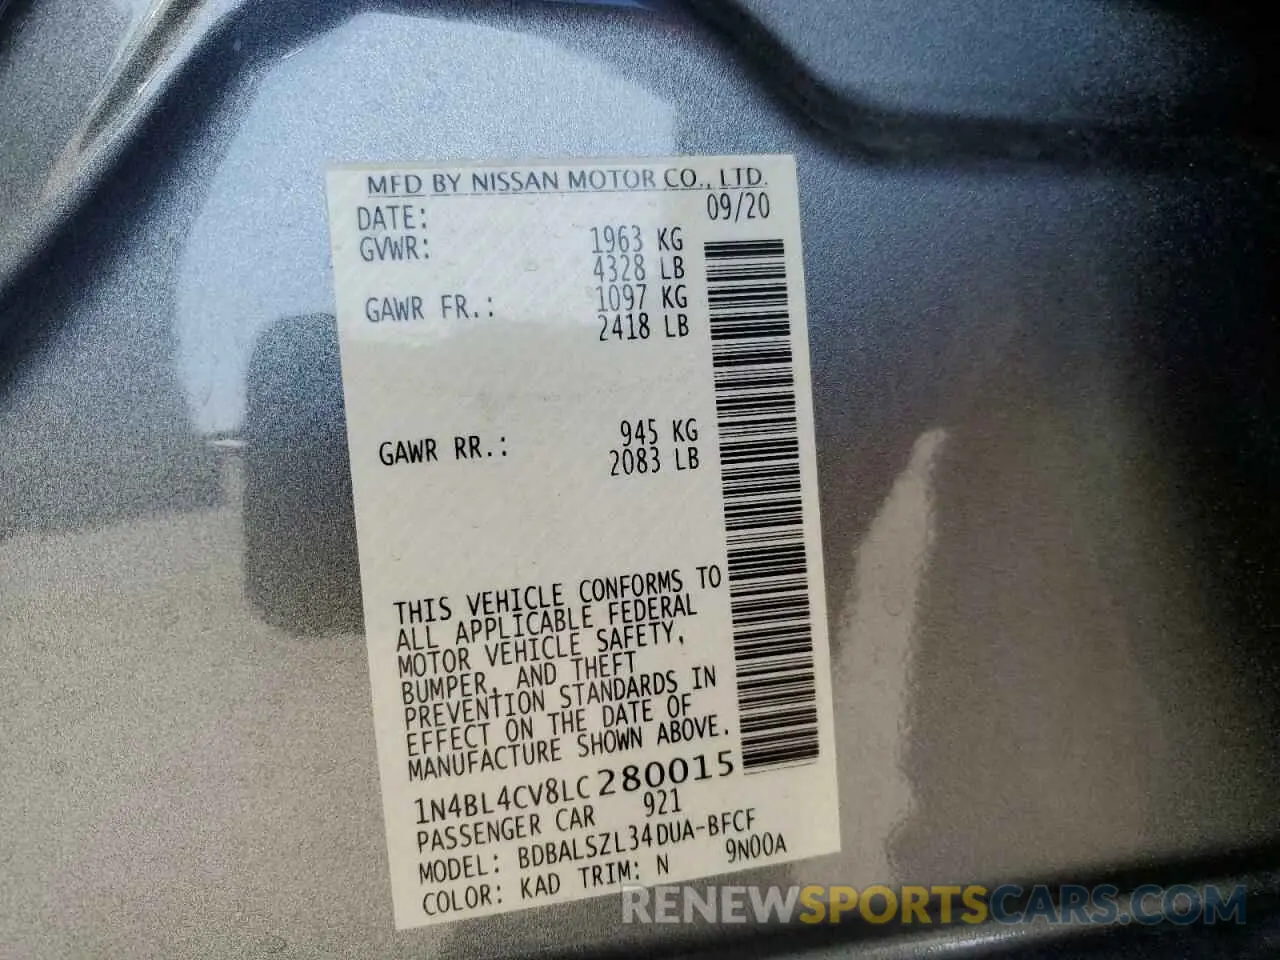 MFD BY NISSAN MOTOR CO., LTD.
DATE: 09/20
GVWR: 1963 KG
4328 LB
GAWR FR.: 1097 KG
2418 LB
GAWR RR.: 945 KG
2083 LB
THIS VEHICLE CONFORMS TO
ALL APPLICABLE FEDERAL
MOTOR VEHICLE SAFETY,
BUMPER, AND THEFT
PREVENTION STANDARDS IN
EFFECT ON THE DATE OF
MANUFACTURE SHOWN ABOVE.
1N4BL4CV8LC280015
PASSENGER CAR 921
MODEL: BDBALSZL34DUA-BFCF
COLOR: KAD TRIM: N 9N00A
RENEWSPORTSCARS.COM